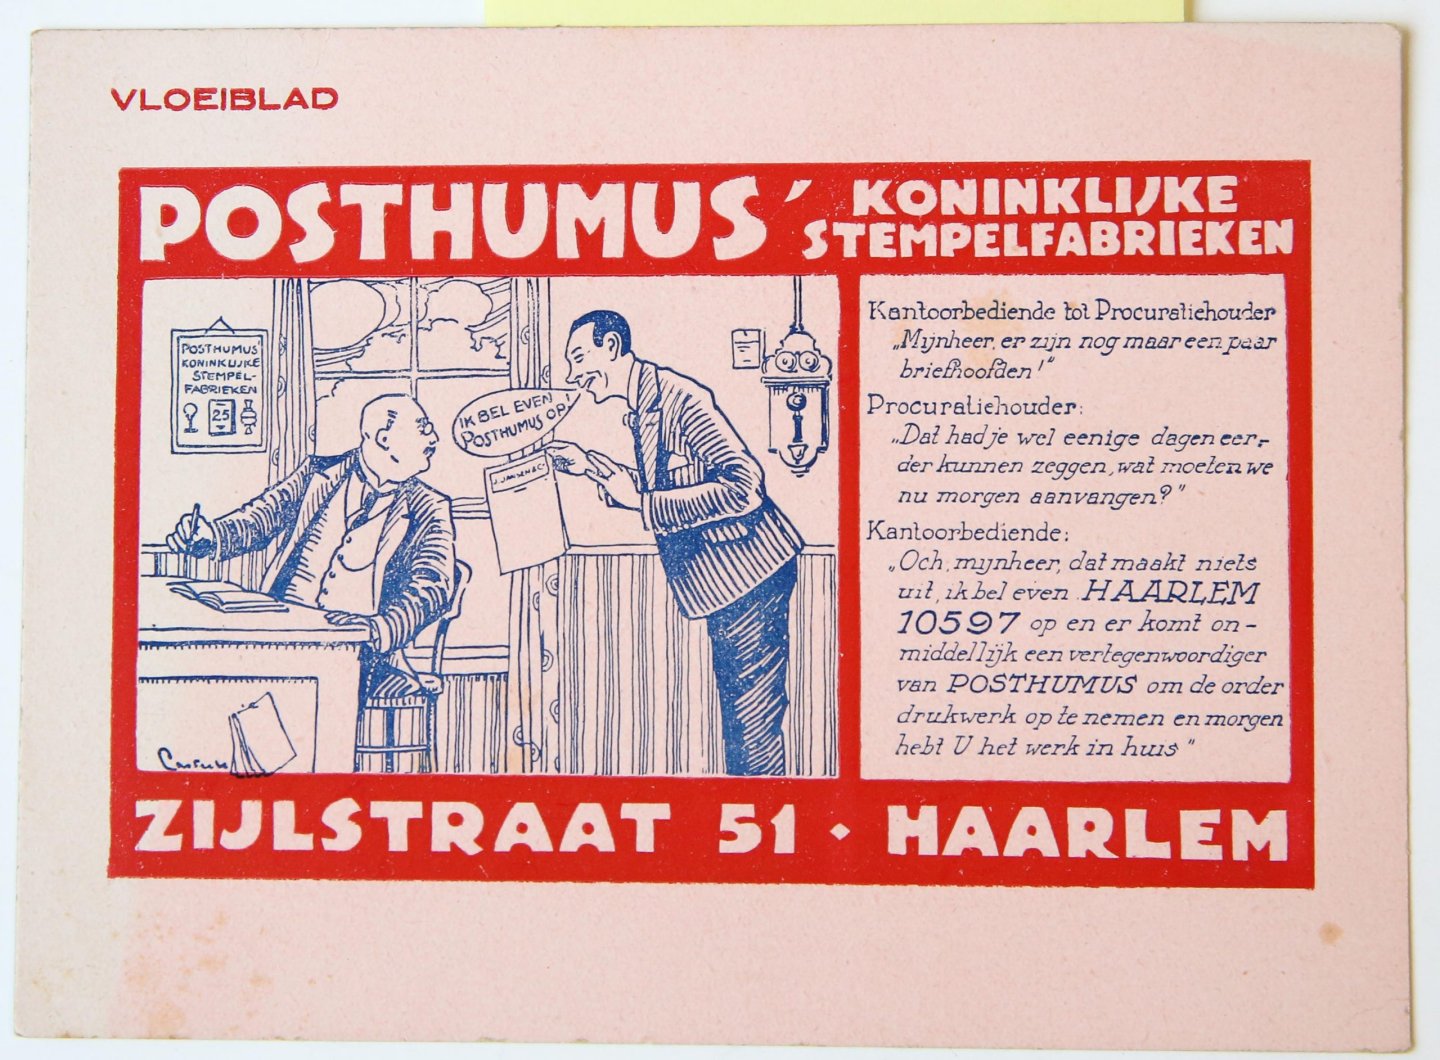 VLOEIBLAD
POSTHUMUS'
KONINKLIJKE
STEMPELFABRIEKEN
POSTHUMUS'
KONINKLIJKE
STEMPEL-
FABRIEKEN
25
IK BEL EVEN
POSTHUMUS OP!
J. JANSEN & Co
Kantoorbediende tot Procuratiehouder
„Mijnheer, er zijn nog maar een paar
briefhoofden!"
Procuratiehouder:
„Dat had je wel eenige dagen eer-
der kunnen zeggen, wat moeten we
nu morgen aanvangen?"
Kantoorbediende:
„Och, mijnheer, dat maakt niets
uit, ik bel even HAARLEM
10597 op en er komt on-
middellijk een vertegenwoordiger
van POSTHUMUS om de order
drukwerk op te nemen en morgen
hebt U het werk in huis"
ZIJLSTRAAT 51 · HAARLEM